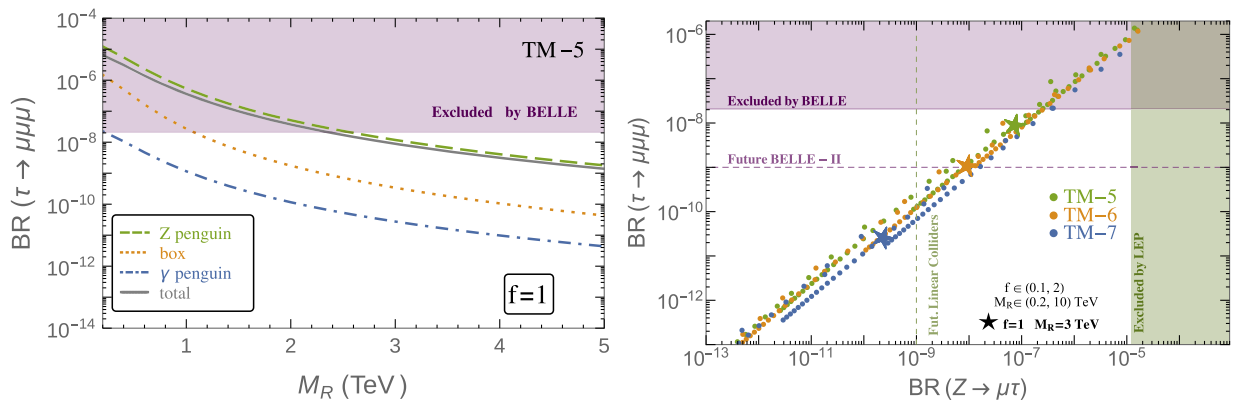 10⁻⁴
10⁻⁶
10⁻⁸
10⁻¹⁰
10⁻¹²
10⁻¹⁴
BR (τ → μμμ)
TM-5
Excluded by BELLE
Z penguin
box
γ penguin
total
f=1
1
2
3
4
5
M_R (TeV)
10⁻⁶
10⁻⁸
10⁻¹⁰
10⁻¹²
BR (τ → μμμ)
Excluded by BELLE
Future BELLE-II
TM-5
TM-6
TM-7
Fut. Linear Colliders
Excluded by LEP
f ∈ (0.1, 2)
M_R ∈ (0.2, 10) TeV
★ f=1 M_R=3 TeV
10⁻¹³
10⁻¹¹
10⁻⁹
10⁻⁷
10⁻⁵
BR (Z → μτ)